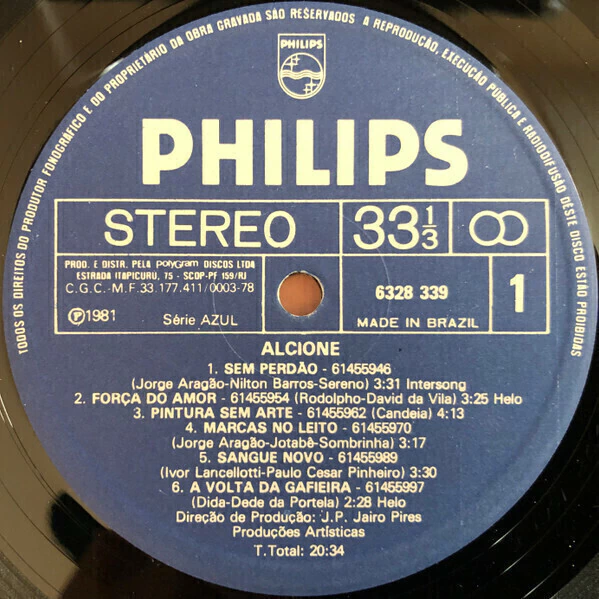 TODOS OS DIREITOS DO PRODUTOR FONOGRÁFICO E DO PROPRIETÁRIO DA OBRA GRAVADA SÃO RESERVADOS A REPRODUÇÃO, EXECUÇÃO PÚBLICA E RADIODIFUSÃO DESTE DISCO ESTÃO PROIBIDAS
PHILIPS
PHILIPS
STEREO 33 1/3
PROD. E DISTR. PELA polyGram DISCOS LTDA
ESTRADA ITAPICURU, 75 - SCOP-PF 159/RJ
C.G.C.-M.F.33.177.411/0003-78
℗1981 Série AZUL
6328 339
MADE IN BRAZIL
1
ALCIONE
1. SEM PERDÃO - 61455946
(Jorge Aragão-Nilton Barros-Sereno) 3:31 Intersong
2. FORÇA DO AMOR - 61455954 (Rodolpho-David da Vila) 3:25 Helo
3. PINTURA SEM ARTE - 61455962 (Candeia) 4:13
4. MARCAS NO LEITO - 61455970
(Jorge Aragão-Jotabê-Sombrinha) 3:17
5. SANGUE NOVO - 61455989
(Ivor Lancellotti-Paulo Cesar Pinheiro) 3:30
6. A VOLTA DA GAFIEIRA - 61455997
(Dida-Dede da Portela) 2:28 Helo
Direção de Produção: J.P. Jairo Pires
Produções Artísticas
T.Total: 20:34